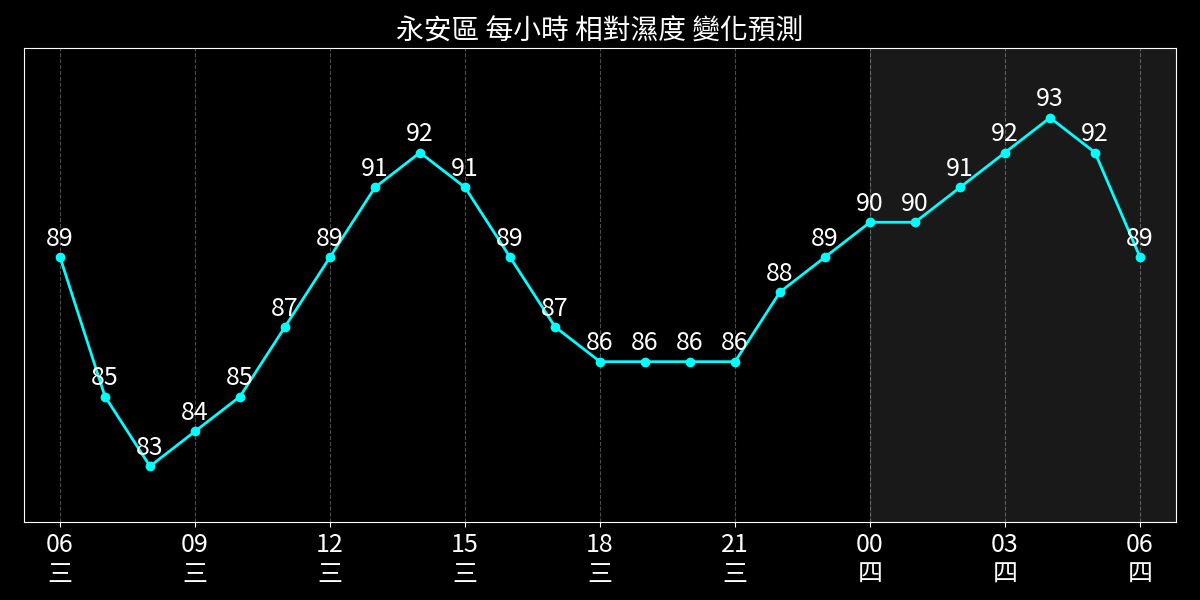 永安區 每小時 相對濕度 變化預測
89 85 83 84 85 87 89 91 92 91 89 87 86 86 86 86 88 89 90 90 91 92 93 92 89
06 09 12 15 18 21 00 03 06
三 三 三 三 三 三 四 四 四